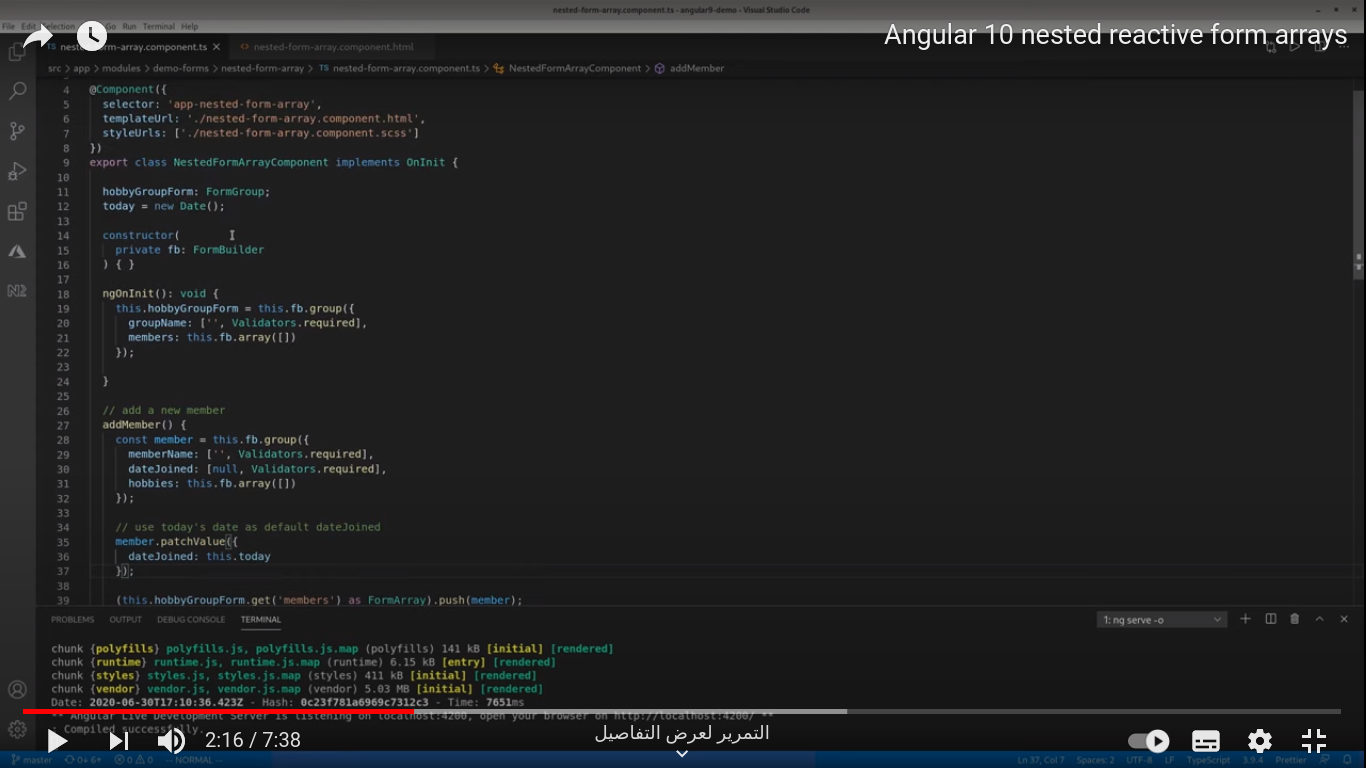 nested-form-array.component.ts - angular9-demo - Visual Studio Code
File Edit Selection Go Run Terminal Help
Angular 10 nested reactive form arrays
TS nested-form-array.component.ts × <> nested-form-array.component.html
src > app > modules > demo-forms > nested-form-array > TS nested-form-array.component.ts > NestedFormArrayComponent > addMember
4 @Component({
5 selector: 'app-nested-form-array',
6 templateUrl: './nested-form-array.component.html',
7 styleUrls: ['./nested-form-array.component.scss']
8 })
9 export class NestedFormArrayComponent implements OnInit {
10
11 hobbyGroupForm: FormGroup;
12 today = new Date();
13
14 constructor(
15 private fb: FormBuilder
16 ) { }
17
18 ngOnInit(): void {
19 this.hobbyGroupForm = this.fb.group({
20 groupName: ['', Validators.required],
21 members: this.fb.array([])
22 });
23
24 }
25
26 // add a new member
27 addMember() {
28 const member = this.fb.group({
29 memberName: ['', Validators.required],
30 dateJoined: [null, Validators.required],
31 hobbies: this.fb.array([])
32 });
33
34 // use today's date as default dateJoined
35 member.patchValue({
36 dateJoined: this.today
37 });
38
39 (this.hobbyGroupForm.get('members') as FormArray).push(member);
PROBLEMS OUTPUT DEBUG CONSOLE TERMINAL 1: ng serve -o
chunk {polyfills} polyfills.js, polyfills.js.map (polyfills) 141 kB [initial] [rendered]
chunk {runtime} runtime.js, runtime.js.map (runtime) 6.15 kB [entry] [rendered]
chunk {styles} styles.js, styles.js.map (styles) 411 kB [initial] [rendered]
chunk {vendor} vendor.js, vendor.js.map (vendor) 5.03 MB [initial] [rendered]
Date: 2020-06-30T17:10:36.423Z - Hash: 0c23f781a6969c7312c3 - Time: 7651ms
** Angular Live Development Server is listening on localhost:4200, open your browser on http://localhost:4200/ **
: Compiled successfully.
2:16 / 7:38
التمرير لعرض التفاصيل
master 0↓ 6↑ 0 0 -- NORMAL -- Ln 37, Col 7 Spaces: 2 UTF-8 LF TypeScript 3.9.4 Prettier